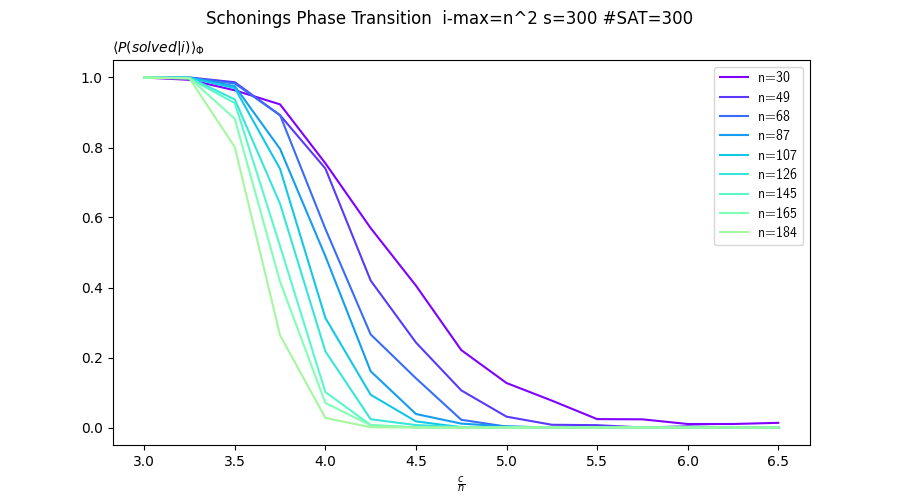 Schonings Phase Transition i-max=n^2 s=300 #SAT=300
⟨P(solved|i)⟩Φ
1.0
0.8
0.6
0.4
0.2
0.0
n=30
n=49
n=68
n=87
n=107
n=126
n=145
n=165
n=184
3.0 3.5 4.0 4.5 5.0 5.5 6.0 6.5
c
n